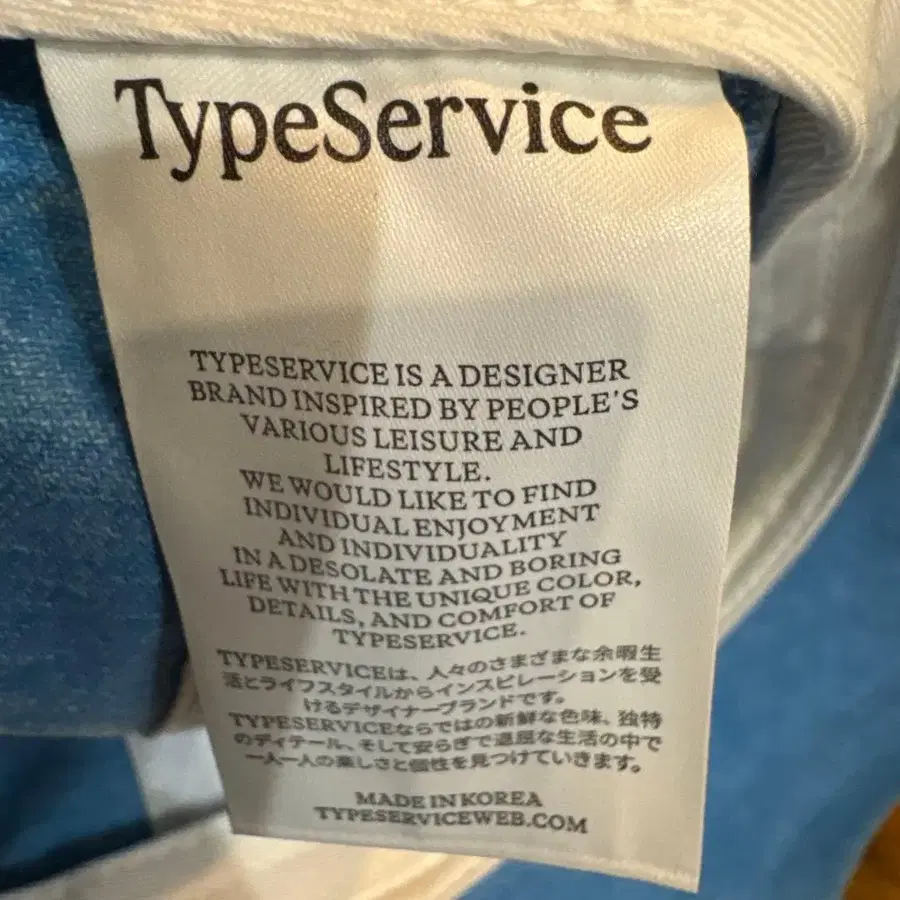 TypeService
TYPESERVICE IS A DESIGNER
BRAND INSPIRED BY PEOPLE'S
VARIOUS LEISURE AND
LIFESTYLE.
WE WOULD LIKE TO FIND
INDIVIDUAL ENJOYMENT
AND INDIVIDUALITY
IN A DESOLATE AND BORING
LIFE WITH THE UNIQUE COLOR,
DETAILS, AND COMFORT OF
TYPESERVICE.
TYPESERVICEは、人々のさまざまな余暇生
活とライフスタイルからインスピレーションを受
けるデザイナーブランドです。
TYPESERVICEならではの新鮮な色味、独特
のディテール、そして安らぎで退屈な生活の中で
一人一人の楽しさと個性を見つけていきます。
MADE IN KOREA
TYPESERVICEWEB.COM